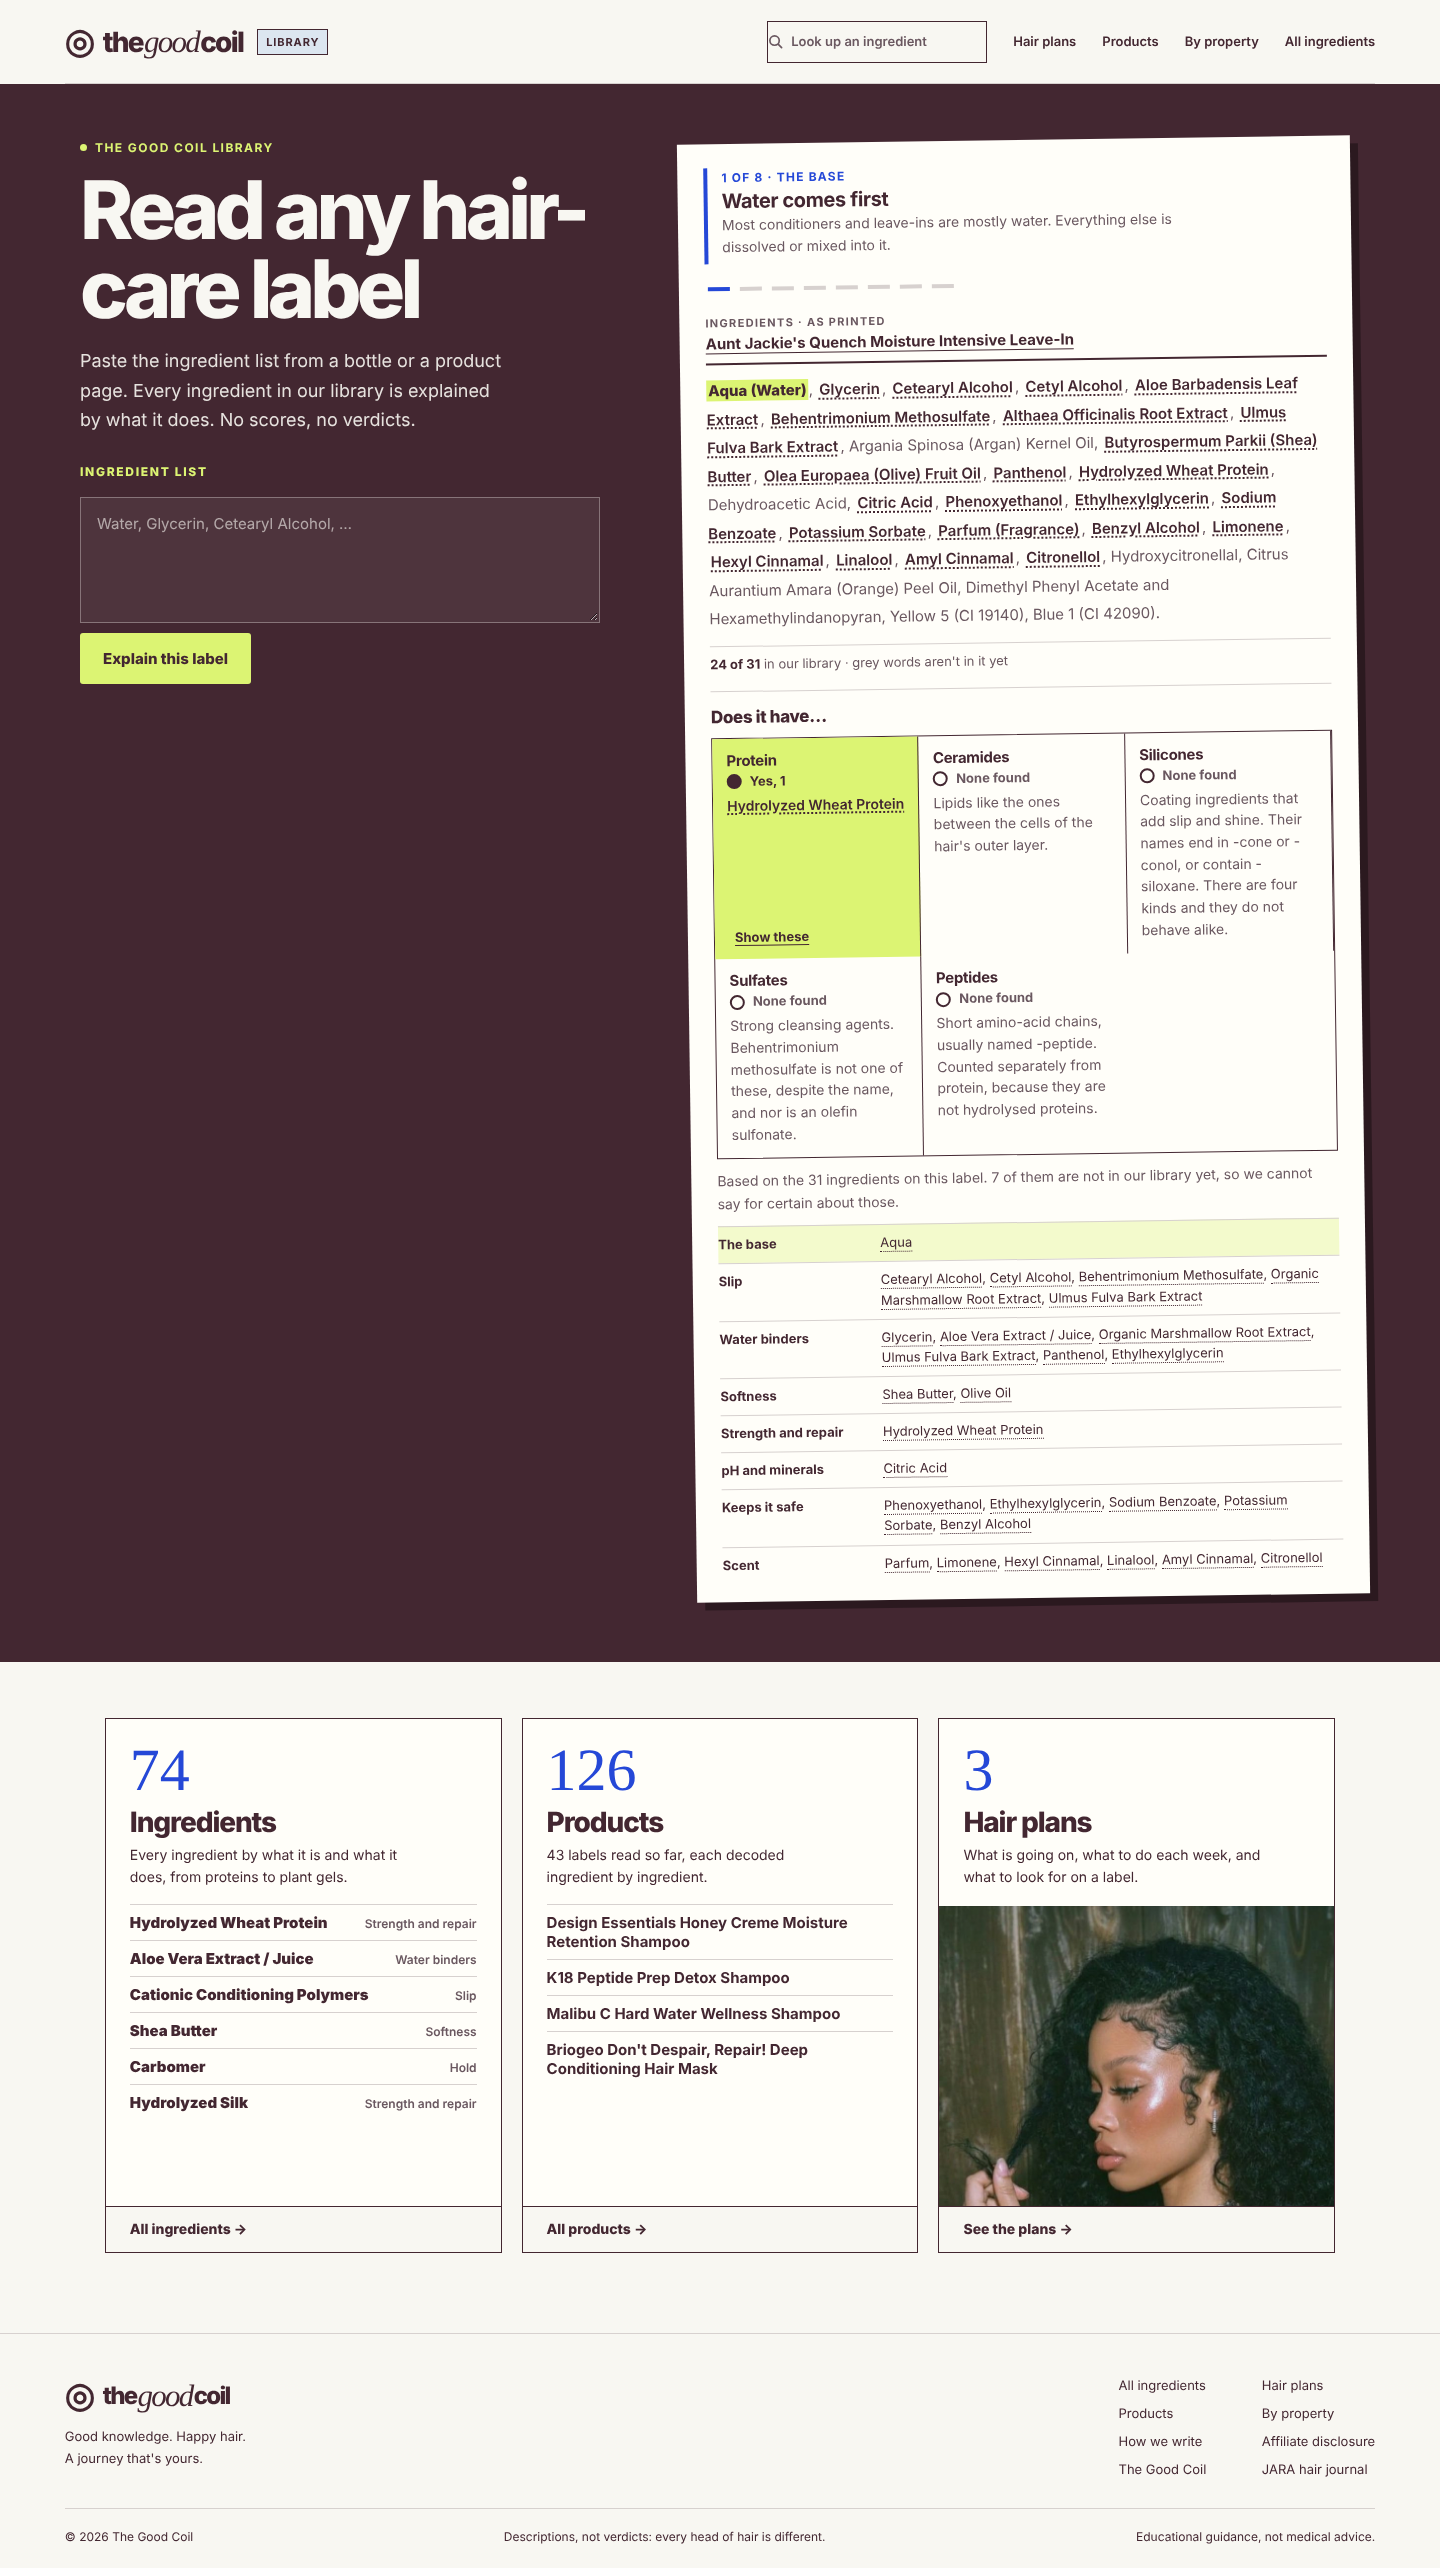 thegoodcoil
LIBRARY
Look up an ingredient
Hair plans
Products
By property
All ingredients
THE GOOD COIL LIBRARY
Read any hair-
care label
Paste the ingredient list from a bottle or a product
page. Every ingredient in our library is explained
by what it does. No scores, no verdicts.
INGREDIENT LIST
Water, Glycerin, Cetearyl Alcohol, ...
Explain this label
1 OF 8 · THE BASE
Water comes first
Most conditioners and leave-ins are mostly water. Everything else is
dissolved or mixed into it.
INGREDIENTS · AS PRINTED
Aunt Jackie's Quench Moisture Intensive Leave-In
Aqua (Water), Glycerin, Cetearyl Alcohol, Cetyl Alcohol, Aloe Barbadensis Leaf
Extract, Behentrimonium Methosulfate, Althaea Officinalis Root Extract, Ulmus
Fulva Bark Extract, Argania Spinosa (Argan) Kernel Oil, Butyrospermum Parkii (Shea)
Butter, Olea Europaea (Olive) Fruit Oil, Panthenol, Hydrolyzed Wheat Protein,
Dehydroacetic Acid, Citric Acid, Phenoxyethanol, Ethylhexylglycerin, Sodium
Benzoate, Potassium Sorbate, Parfum (Fragrance), Benzyl Alcohol, Limonene,
Hexyl Cinnamal, Linalool, Amyl Cinnamal, Citronellol, Hydroxycitronellal, Citrus
Aurantium Amara (Orange) Peel Oil, Dimethyl Phenyl Acetate and
Hexamethylindanopyran, Yellow 5 (CI 19140), Blue 1 (CI 42090).
24 of 31 in our library · grey words aren't in it yet
Does it have...
Protein
Yes, 1
Hydrolyzed Wheat Protein
Show these
Ceramides
None found
Lipids like the ones
between the cells of the
hair's outer layer.
Silicones
None found
Coating ingredients that
add slip and shine. Their
names end in -cone or -
conol, or contain -
siloxane. There are four
kinds and they do not
behave alike.
Sulfates
None found
Strong cleansing agents.
Behentrimonium
methosulfate is not one of
these, despite the name,
and nor is an olefin
sulfonate.
Peptides
None found
Short amino-acid chains,
usually named -peptide.
Counted separately from
protein, because they are
not hydrolysed proteins.
Based on the 31 ingredients on this label. 7 of them are not in our library yet, so we cannot
say for certain about those.
The base
Aqua
Slip
Cetearyl Alcohol, Cetyl Alcohol, Behentrimonium Methosulfate, Organic
Marshmallow Root Extract, Ulmus Fulva Bark Extract
Water binders
Glycerin, Aloe Vera Extract / Juice, Organic Marshmallow Root Extract,
Ulmus Fulva Bark Extract, Panthenol, Ethylhexylglycerin
Softness
Shea Butter, Olive Oil
Strength and repair
Hydrolyzed Wheat Protein
pH and minerals
Citric Acid
Keeps it safe
Phenoxyethanol, Ethylhexylglycerin, Sodium Benzoate, Potassium
Sorbate, Benzyl Alcohol
Scent
Parfum, Limonene, Hexyl Cinnamal, Linalool, Amyl Cinnamal, Citronellol
74
Ingredients
Every ingredient by what it is and what it
does, from proteins to plant gels.
Hydrolyzed Wheat Protein Strength and repair
Aloe Vera Extract / Juice Water binders
Cationic Conditioning Polymers Slip
Shea Butter Softness
Carbomer Hold
Hydrolyzed Silk Strength and repair
All ingredients →
126
Products
43 labels read so far, each decoded
ingredient by ingredient.
Design Essentials Honey Creme Moisture
Retention Shampoo
K18 Peptide Prep Detox Shampoo
Malibu C Hard Water Wellness Shampoo
Briogeo Don't Despair, Repair! Deep
Conditioning Hair Mask
All products →
3
Hair plans
What is going on, what to do each week, and
what to look for on a label.
See the plans →
thegoodcoil
Good knowledge. Happy hair.
A journey that's yours.
All ingredients
Products
How we write
The Good Coil
Hair plans
By property
Affiliate disclosure
JARA hair journal
© 2026 The Good Coil
Descriptions, not verdicts: every head of hair is different.
Educational guidance, not medical advice.